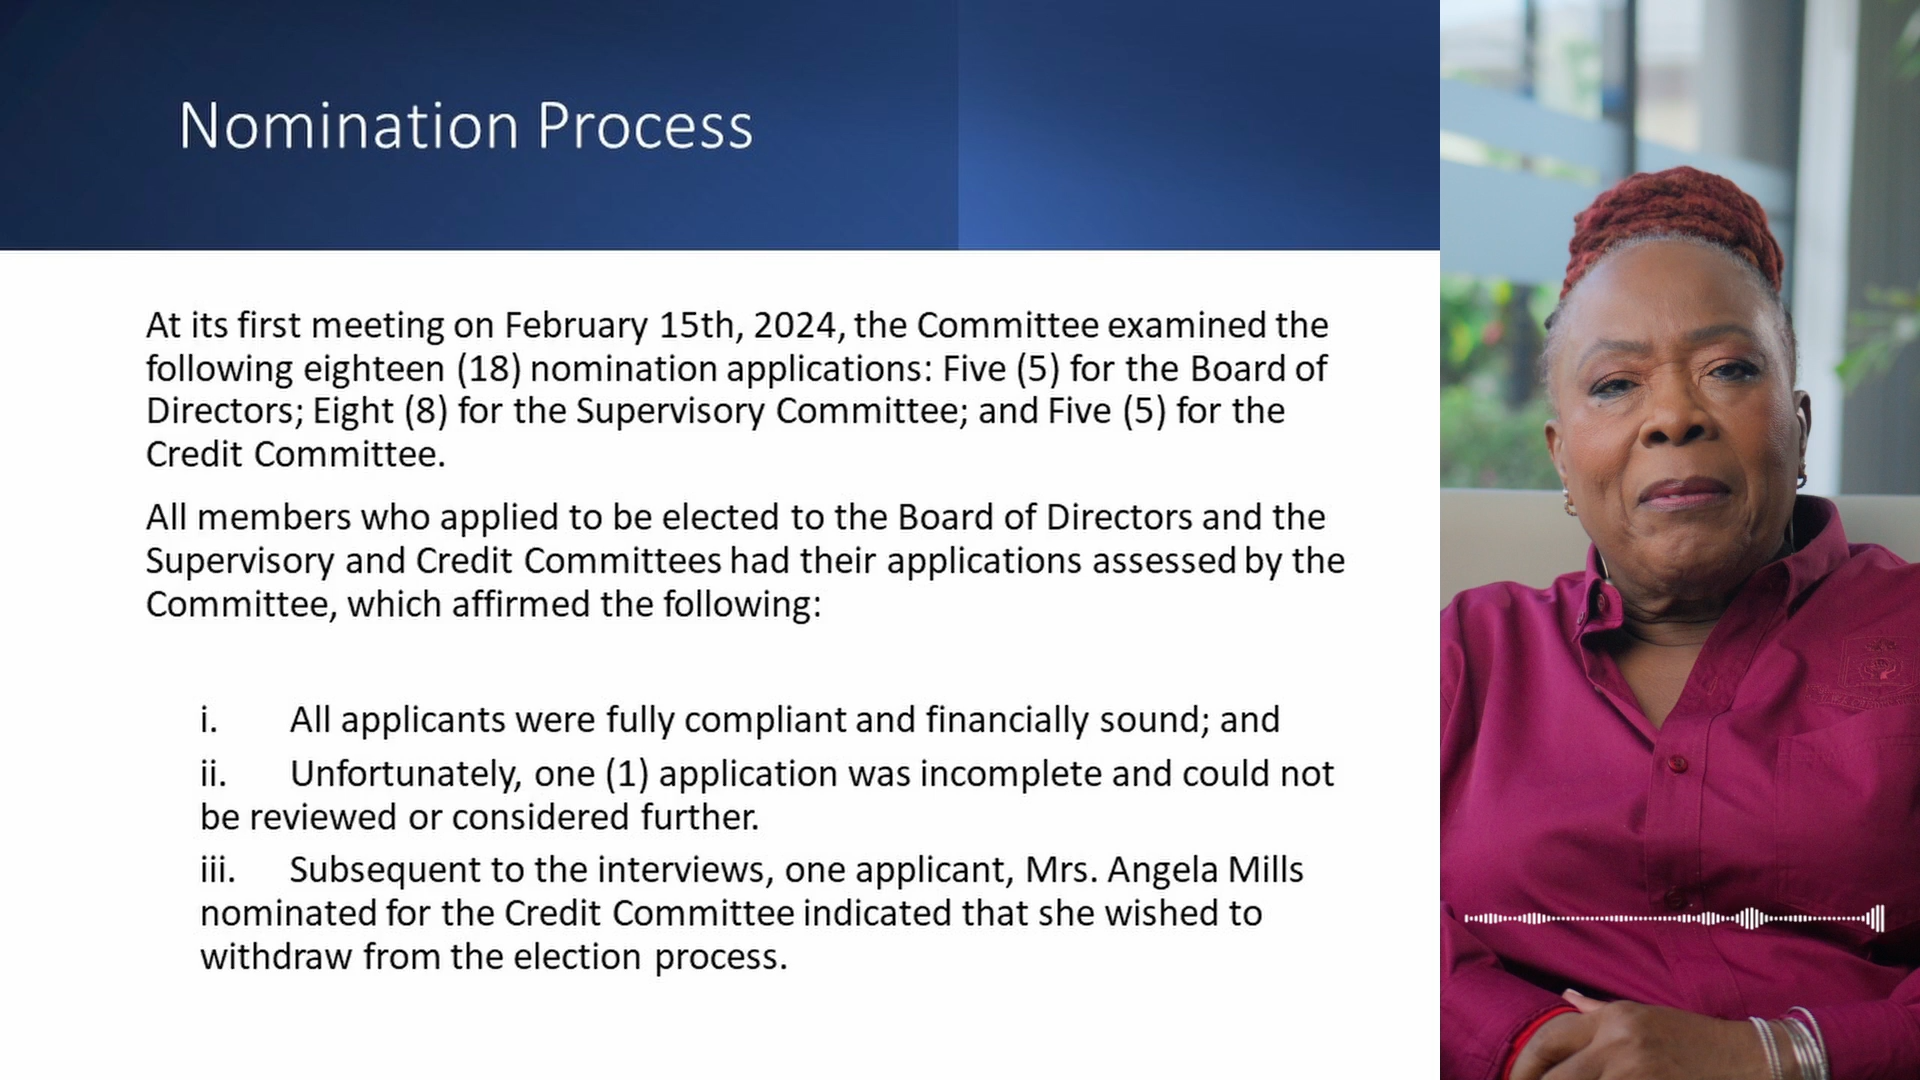 Nomination Process
At its first meeting on February 15th, 2024, the Committee examined the
following eighteen (18) nomination applications: Five (5) for the Board of
Directors; Eight (8) for the Supervisory Committee; and Five (5) for the
Credit Committee.
All members who applied to be elected to the Board of Directors and the
Supervisory and Credit Committees had their applications assessed by the
Committee, which affirmed the following:
i. All applicants were fully compliant and financially sound; and
ii. Unfortunately, one (1) application was incomplete and could not
be reviewed or considered further.
iii. Subsequent to the interviews, one applicant, Mrs. Angela Mills
nominated for the Credit Committee indicated that she wished to
withdraw from the election process.